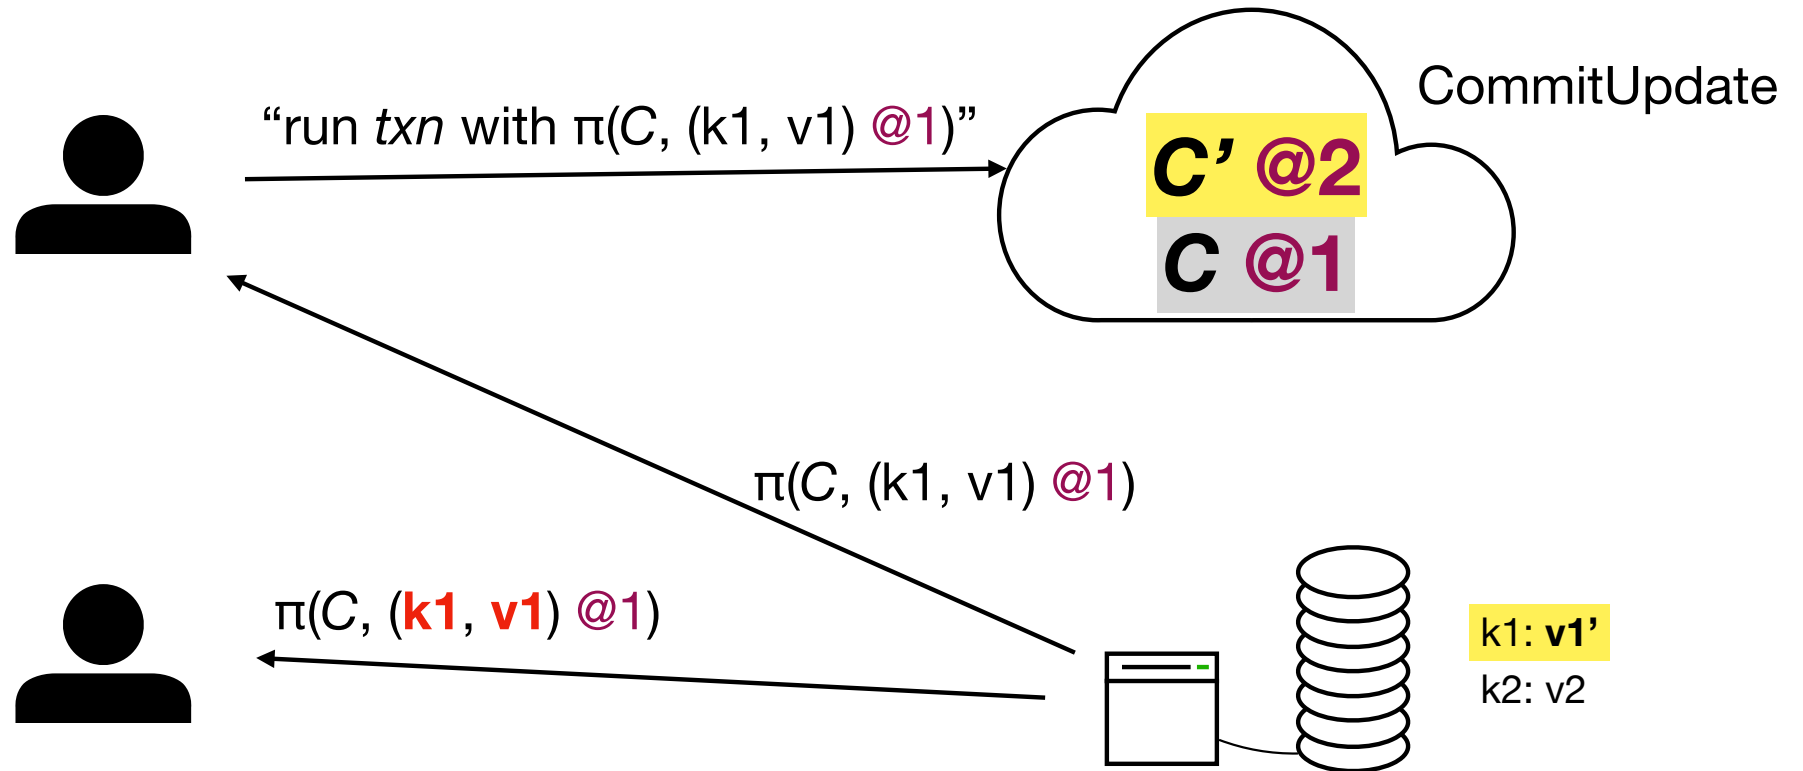 CommitUpdate
“run txn with π(C, (k1, v1) @1)”
C’ @2
C @1
π(C, (k1, v1) @1)
π(C, (k1, v1) @1)
k1: v1’
k2: v2